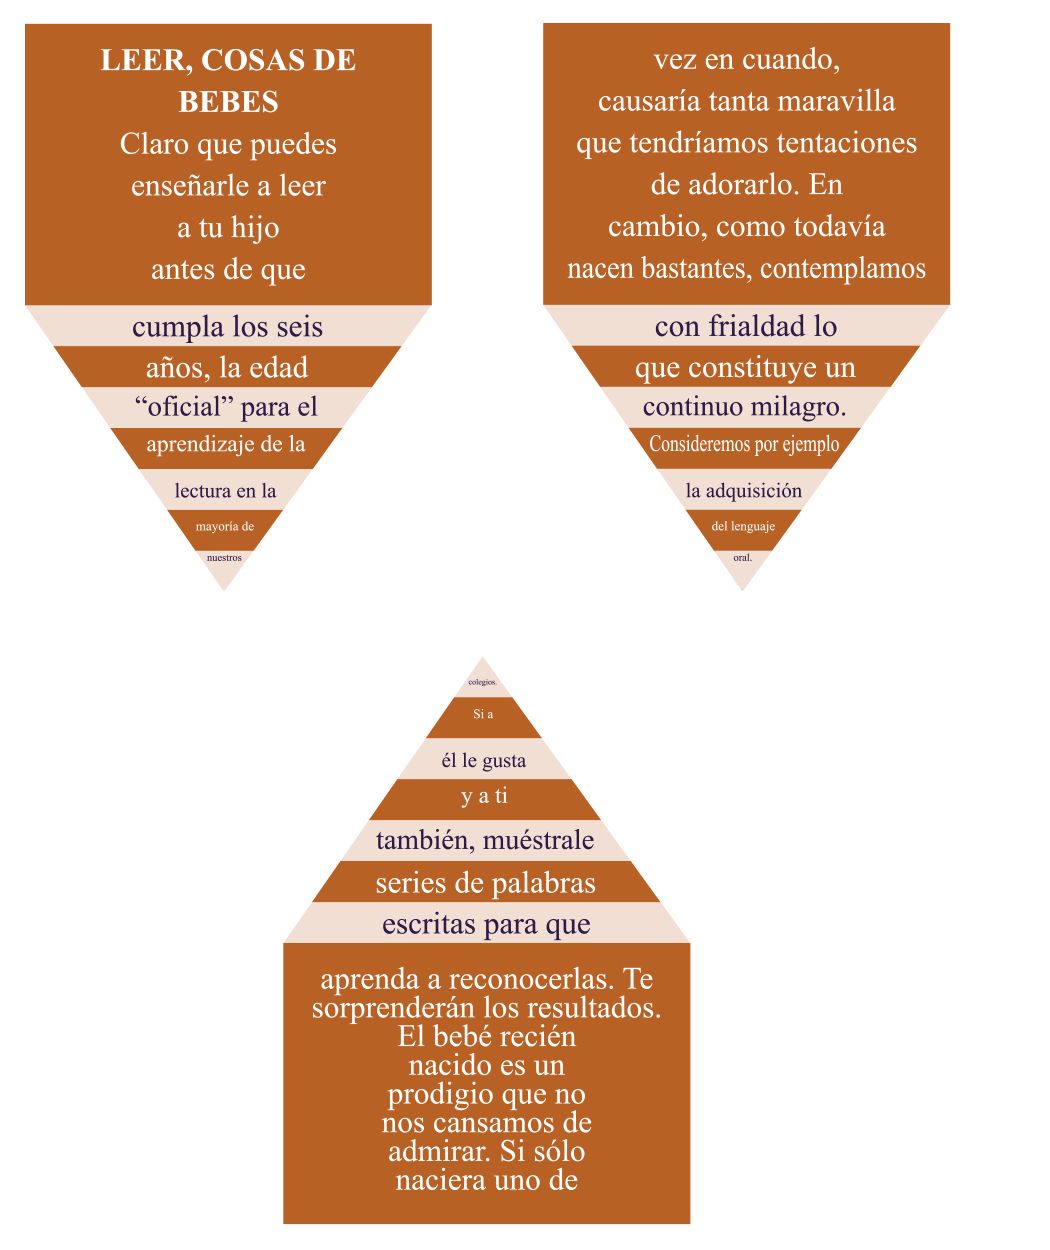 LEER, COSAS DE
BEBES
Claro que puedes
enseñarle a leer
a tu hijo
antes de que
cumpla los seis
años, la edad
“oficial” para el
aprendizaje de la
lectura en la
mayoría de
nuestros
colegios.
Si a
él le gusta
y a ti
también, muéstrale
series de palabras
escritas para que
aprenda a reconocerlas. Te
sorprenderán los resultados.
El bebé recién
nacido es un
prodigio que no
nos cansamos de
admirar. Si sólo
naciera uno de
vez en cuando,
causaría tanta maravilla
que tendríamos tentaciones
de adorarlo. En
cambio, como todavía
nacen bastantes, contemplamos
con frialdad lo
que constituye un
continuo milagro.
Consideremos por ejemplo
la adquisición
del lenguaje
oral.